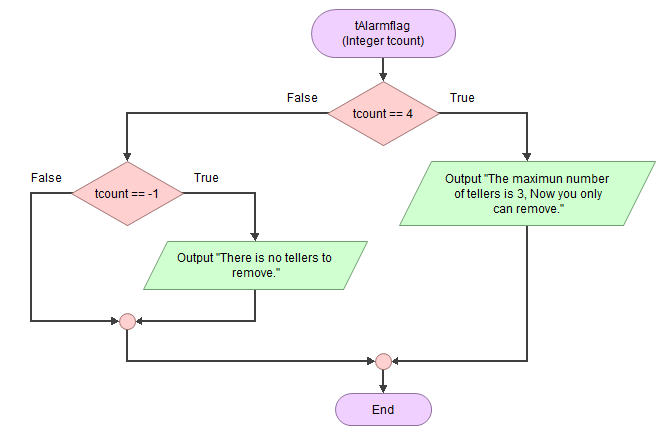 tAlarmflag
(Integer tcount)
False
True
tcount == 4
False
True
tcount == -1
Output "The maximun number
of tellers is 3, Now you only
can remove."
Output "There is no tellers to
remove."
End